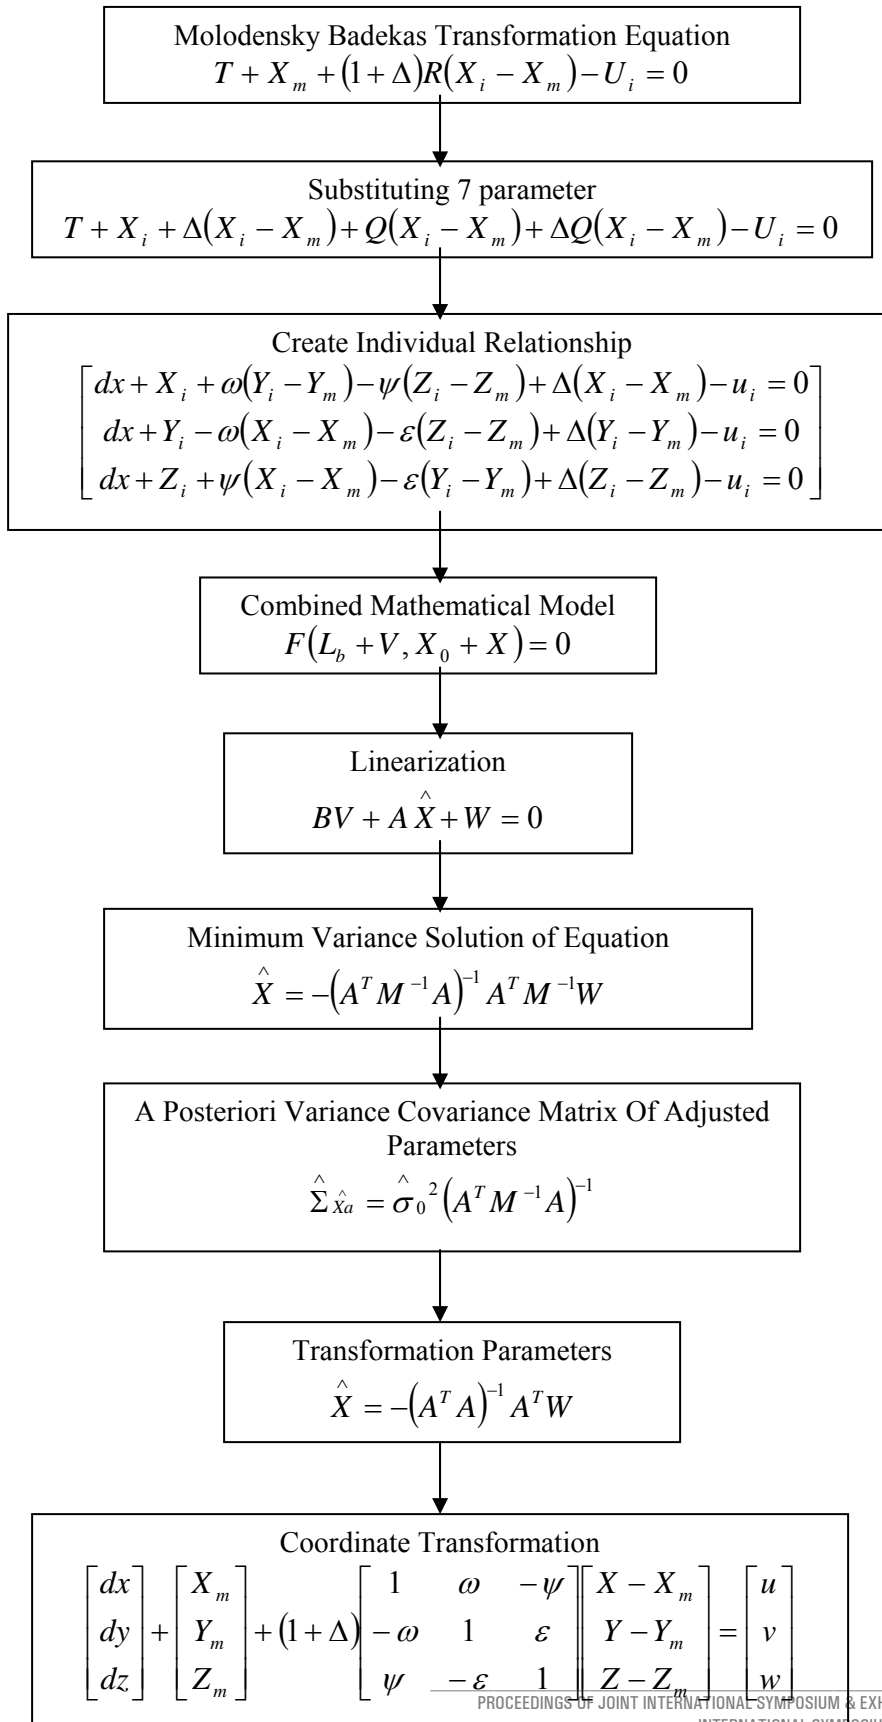 Molodensky Badekas Transformation Equation
T + X_m + (1 + Δ)R(X_i − X_m) − U_i = 0
Substituting 7 parameter
T + X_i + Δ(X_i − X_m) + Q(X_i − X_m) + ΔQ(X_i − X_m) − U_i = 0
Create Individual Relationship
[dx + X_i + ω(Y_i − Y_m) − ψ(Z_i − Z_m) + Δ(X_i − X_m) − u_i = 0]
[dx + Y_i − ω(X_i − X_m) − ε(Z_i − Z_m) + Δ(Y_i − Y_m) − u_i = 0]
[dx + Z_i + ψ(X_i − X_m) − ε(Y_i − Y_m) + Δ(Z_i − Z_m) − u_i = 0]
Combined Mathematical Model
F(L_b + V, X_0 + X) = 0
Linearization
BV + A X̂ + W = 0
Minimum Variance Solution of Equation
X̂ = −(A^T M^−1 A)^−1 A^T M^−1 W
A Posteriori Variance Covariance Matrix Of Adjusted
Parameters
Σ̂_X̂a = σ̂_0^2 (A^T M^−1 A)^−1
Transformation Parameters
X̂ = −(A^T A)^−1 A^T W
Coordinate Transformation
[dx] + [X_m] + (1 + Δ) [1 ω −ψ] [X − X_m] = [u]
[dy] [Y_m] [−ω 1 ε] [Y − Y_m] [v]
[dz] [Z_m] [ψ −ε 1] [Z − Z_m] [w]
PROCEEDINGS OF JOINT INTERNATIONAL SYMPOSIUM & EXH
INTERNATIONAL SYMPOSIU